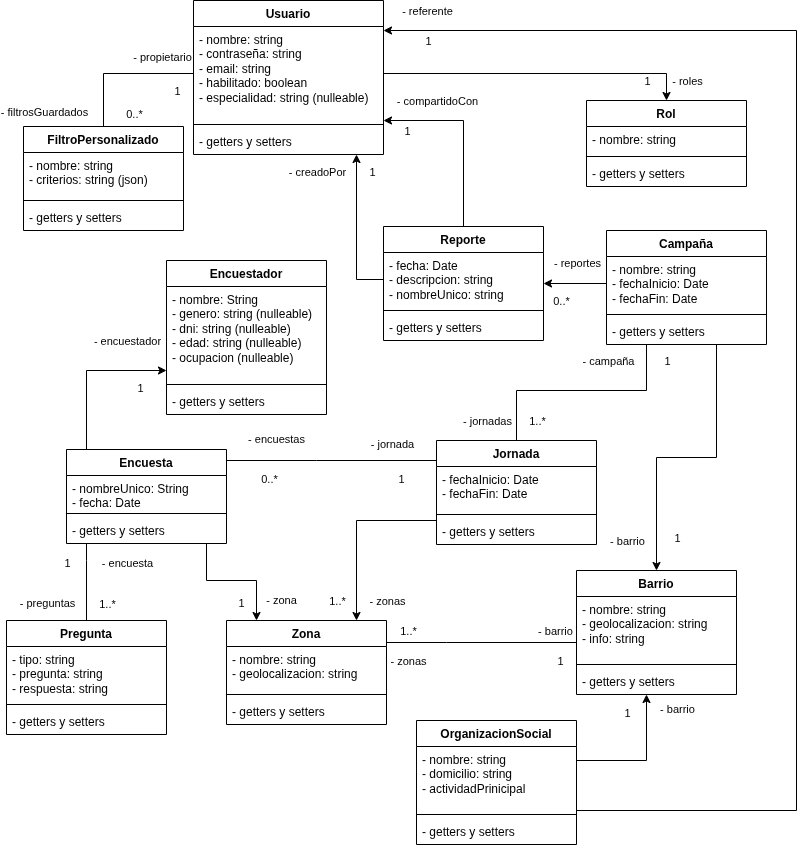 Usuario
- nombre: string
- contraseña: string
- email: string
- habilitado: boolean
- especialidad: string (nulleable)
- getters y setters
- referente
1
- propietario
1
- filtrosGuardados
0..*
FiltroPersonalizado
- nombre: string
- criterios: string (json)
- getters y setters
1
- roles
Rol
- nombre: string
- getters y setters
- compartidoCon
1
- creadoPor
1
Reporte
- fecha: Date
- descripcion: string
- nombreUnico: string
- getters y setters
- reportes
0..*
Campaña
- nombre: string
- fechaInicio: Date
- fechaFin: Date
- getters y setters
Encuestador
- nombre: String
- genero: string (nulleable)
- dni: string (nulleable)
- edad: string (nulleable)
- ocupacion (nulleable)
- getters y setters
- encuestador
1
- campaña
1
- jornadas
1..*
Encuesta
- nombreUnico: String
- fecha: Date
- getters y setters
- encuestas
0..*
- jornada
1
Jornada
- fechaInicio: Date
- fechaFin: Date
- getters y setters
- barrio
1
1
- encuesta
- preguntas
1..*
1
- zona
1..*
- zonas
Pregunta
- tipo: string
- pregunta: string
- respuesta: string
- getters y setters
Zona
- nombre: string
- geolocalizacion: string
- getters y setters
1..*
- zonas
- barrio
1
Barrio
- nombre: string
- geolocalizacion: string
- info: string
- getters y setters
1
- barrio
OrganizacionSocial
- nombre: string
- domicilio: string
- actividadPrinicipal
- getters y setters